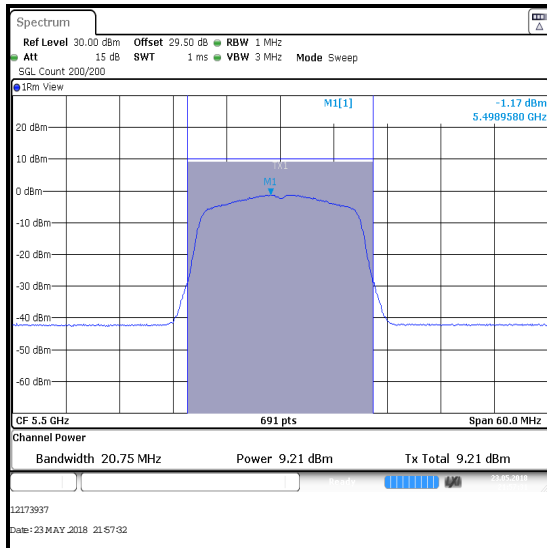 Spectrum
Ref Level 30.00 dBm Offset 29.50 dB RBW 1 MHz
Att 15 dB SWT 1 ms VBW 3 MHz Mode Sweep
SGL Count 200/200
1Rm View
M1[1] -1.17 dBm
5.4989580 GHz
20 dBm
10 dBm
TX1
0 dBm
M1
-10 dBm
-20 dBm
-30 dBm
-40 dBm
-50 dBm
-60 dBm
CF 5.5 GHz 691 pts Span 60.0 MHz
Channel Power
Bandwidth 20.75 MHz Power 9.21 dBm Tx Total 9.21 dBm
Ready 23.05.2018
12173937
Date: 23 MAY 2018 21:57:32